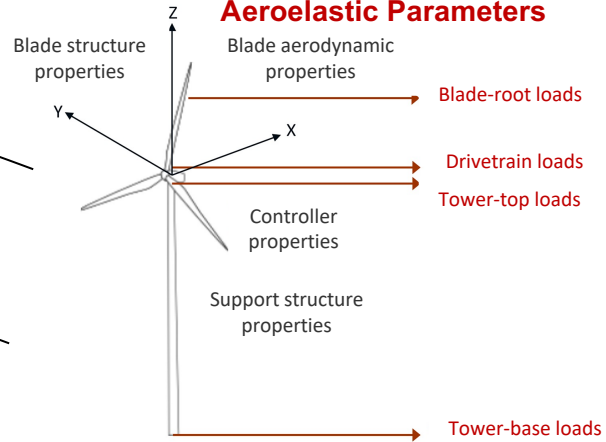 Aeroelastic Parameters
Z
Blade structure
properties
Blade aerodynamic
properties
Blade-root loads
Y
X
Drivetrain loads
Tower-top loads
Controller
properties
Support structure
properties
Tower-base loads